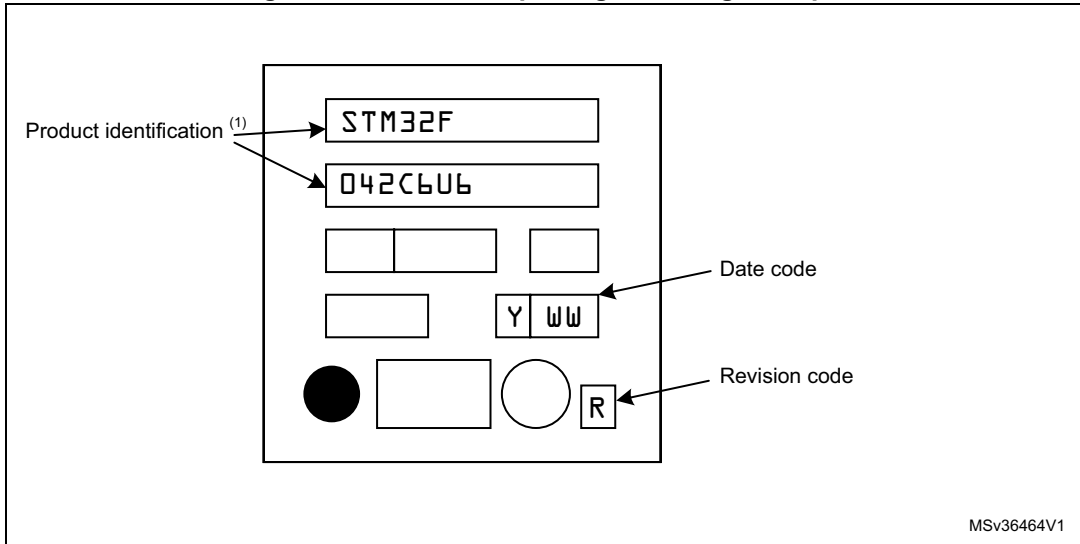 Product identification (1)
STM32F
042C6U6
Date code
Y WW
Revision code
R
MSv36464V1